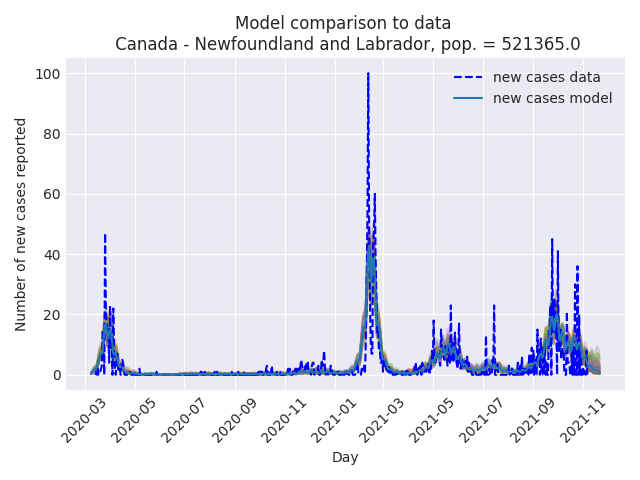 Model comparison to data
Canada - Newfoundland and Labrador, pop. = 521365.0
new cases data
new cases model
Number of new cases reported
100
80
60
40
20
0
2020-03
2020-05
2020-07
2020-09
2020-11
2021-01
2021-03
2021-05
2021-07
2021-09
2021-11
Day